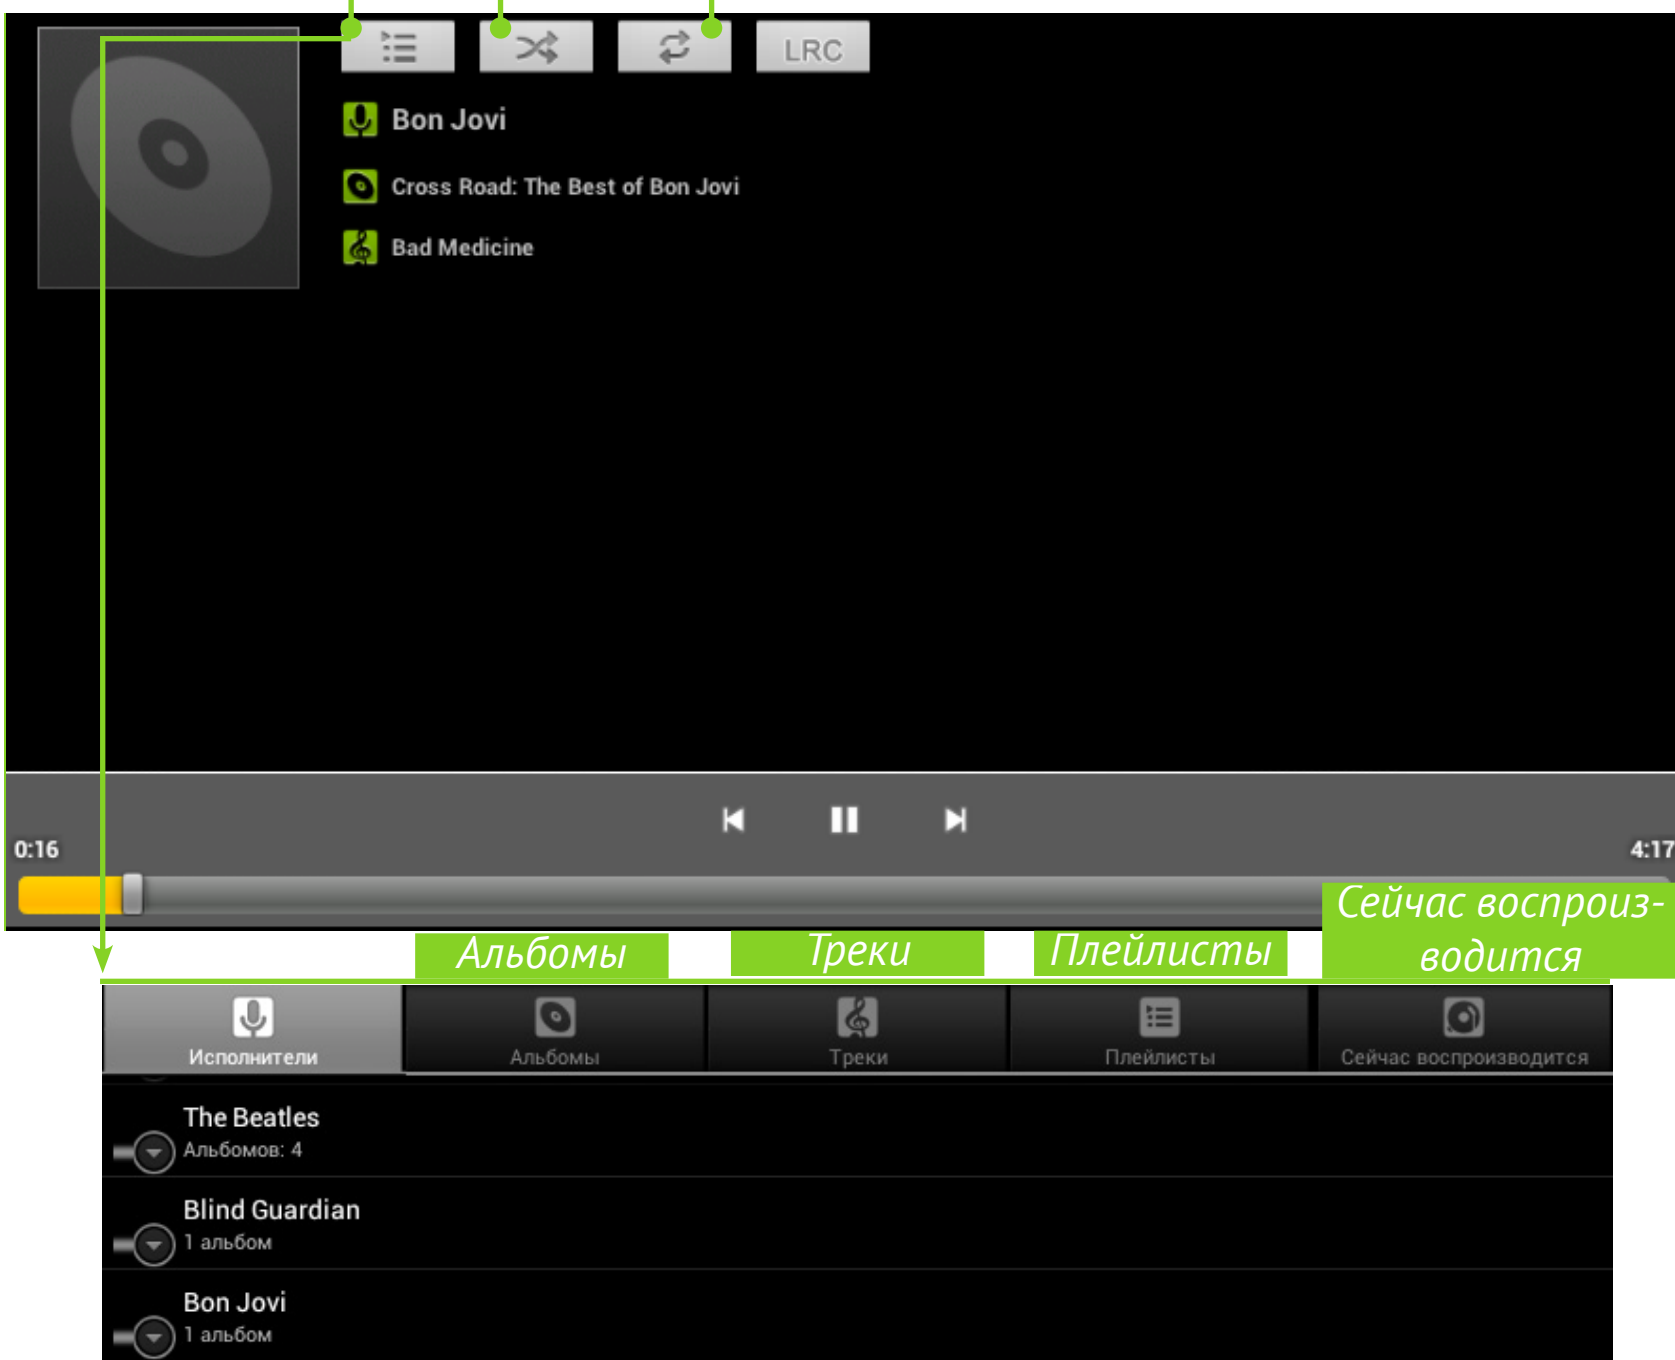 LRC
Bon Jovi
Cross Road: The Best of Bon Jovi
Bad Medicine
0:16
4:17
Альбомы
Треки
Плейлисты
Сейчас воспроиз-
водится
Исполнители
Альбомы
Треки
Плейлисты
Сейчас воспроизводится
The Beatles
Альбомов: 4
Blind Guardian
1 альбом
Bon Jovi
1 альбом